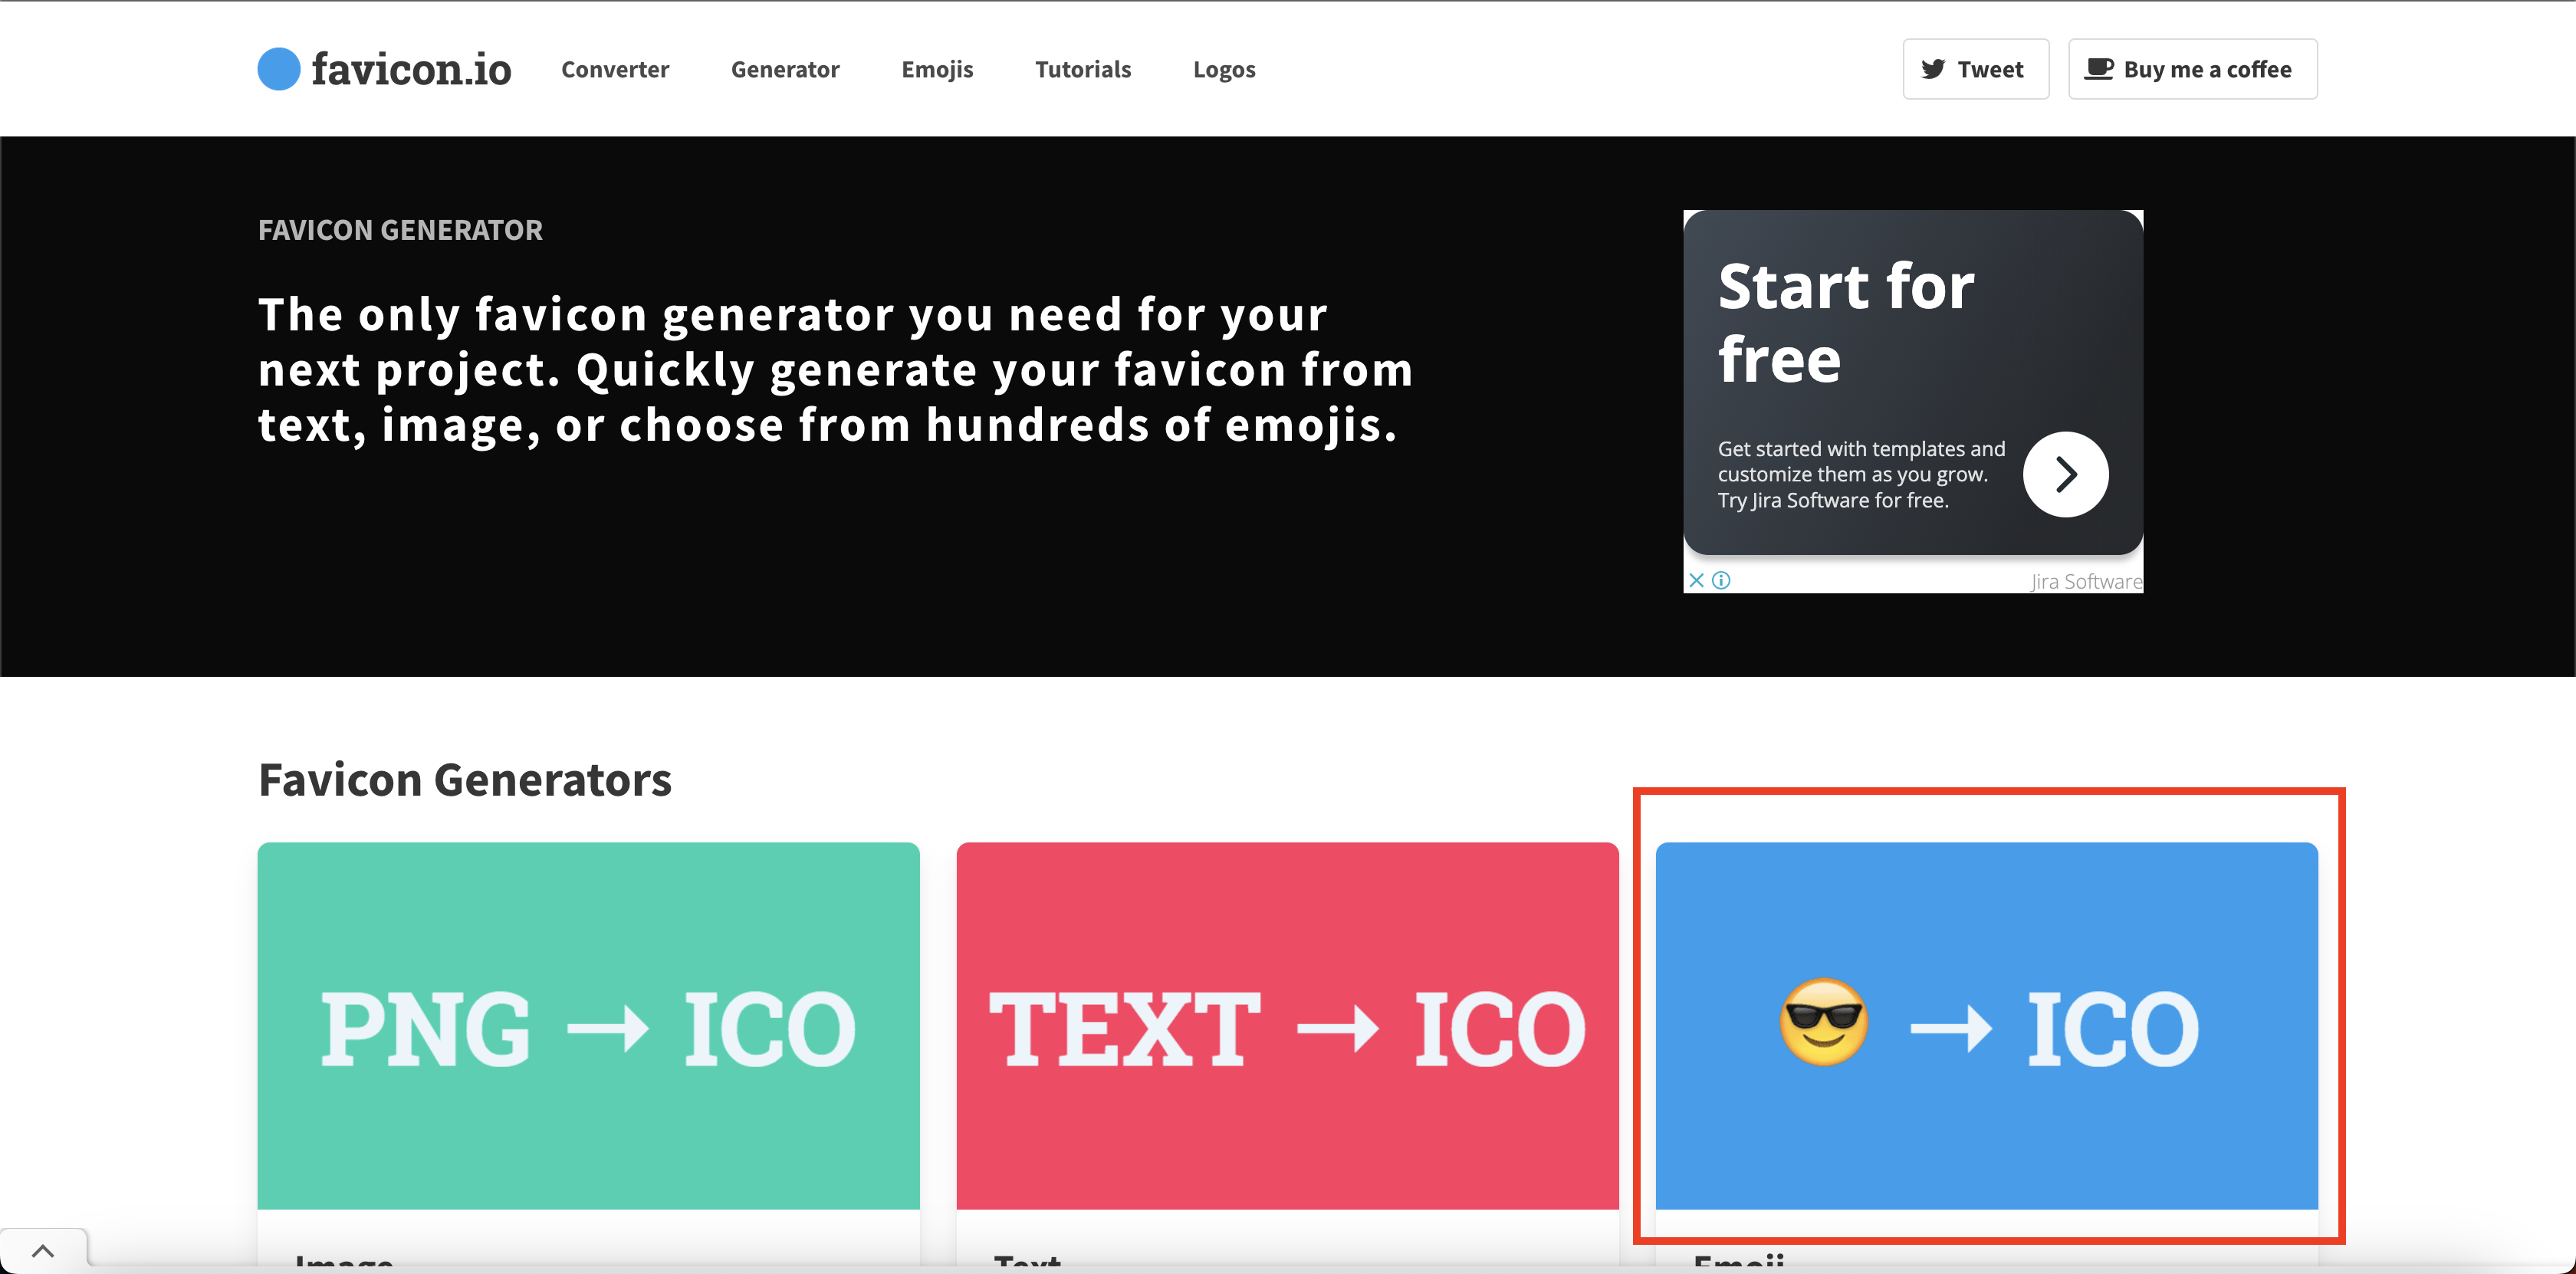 favicon.io
Converter
Generator
Emojis
Tutorials
Logos
Tweet
Buy me a coffee
FAVICON GENERATOR
The only favicon generator you need for your
next project. Quickly generate your favicon from
text, image, or choose from hundreds of emojis.
Start for
free
Get started with templates and
customize them as you grow.
Try Jira Software for free.
Jira Software
Favicon Generators
PNG → ICO
TEXT → ICO
😎 → ICO
Image
Text
Emoji